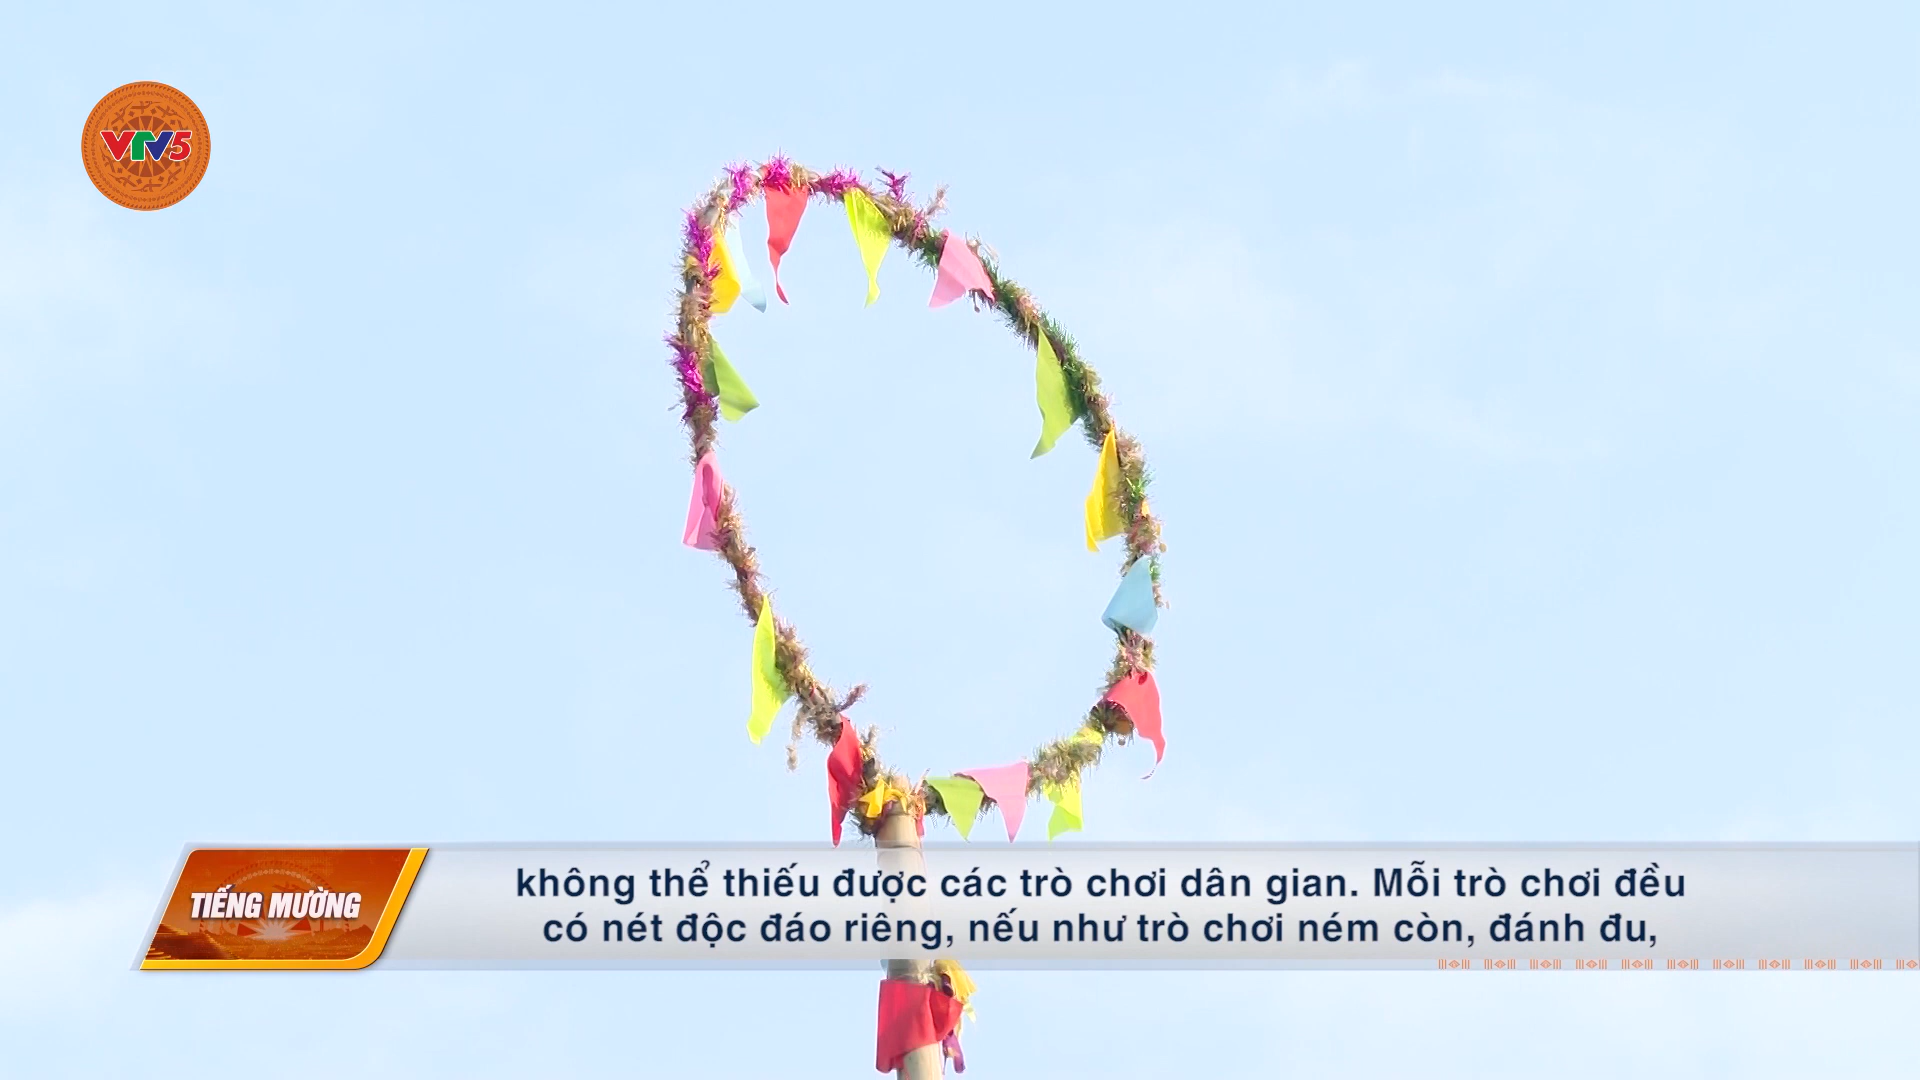 VTV5
TIẾNG MƯỜNG
không thể thiếu được các trò chơi dân gian. Mỗi trò chơi đều
có nét độc đáo riêng, nếu như trò chơi ném còn, đánh đu,